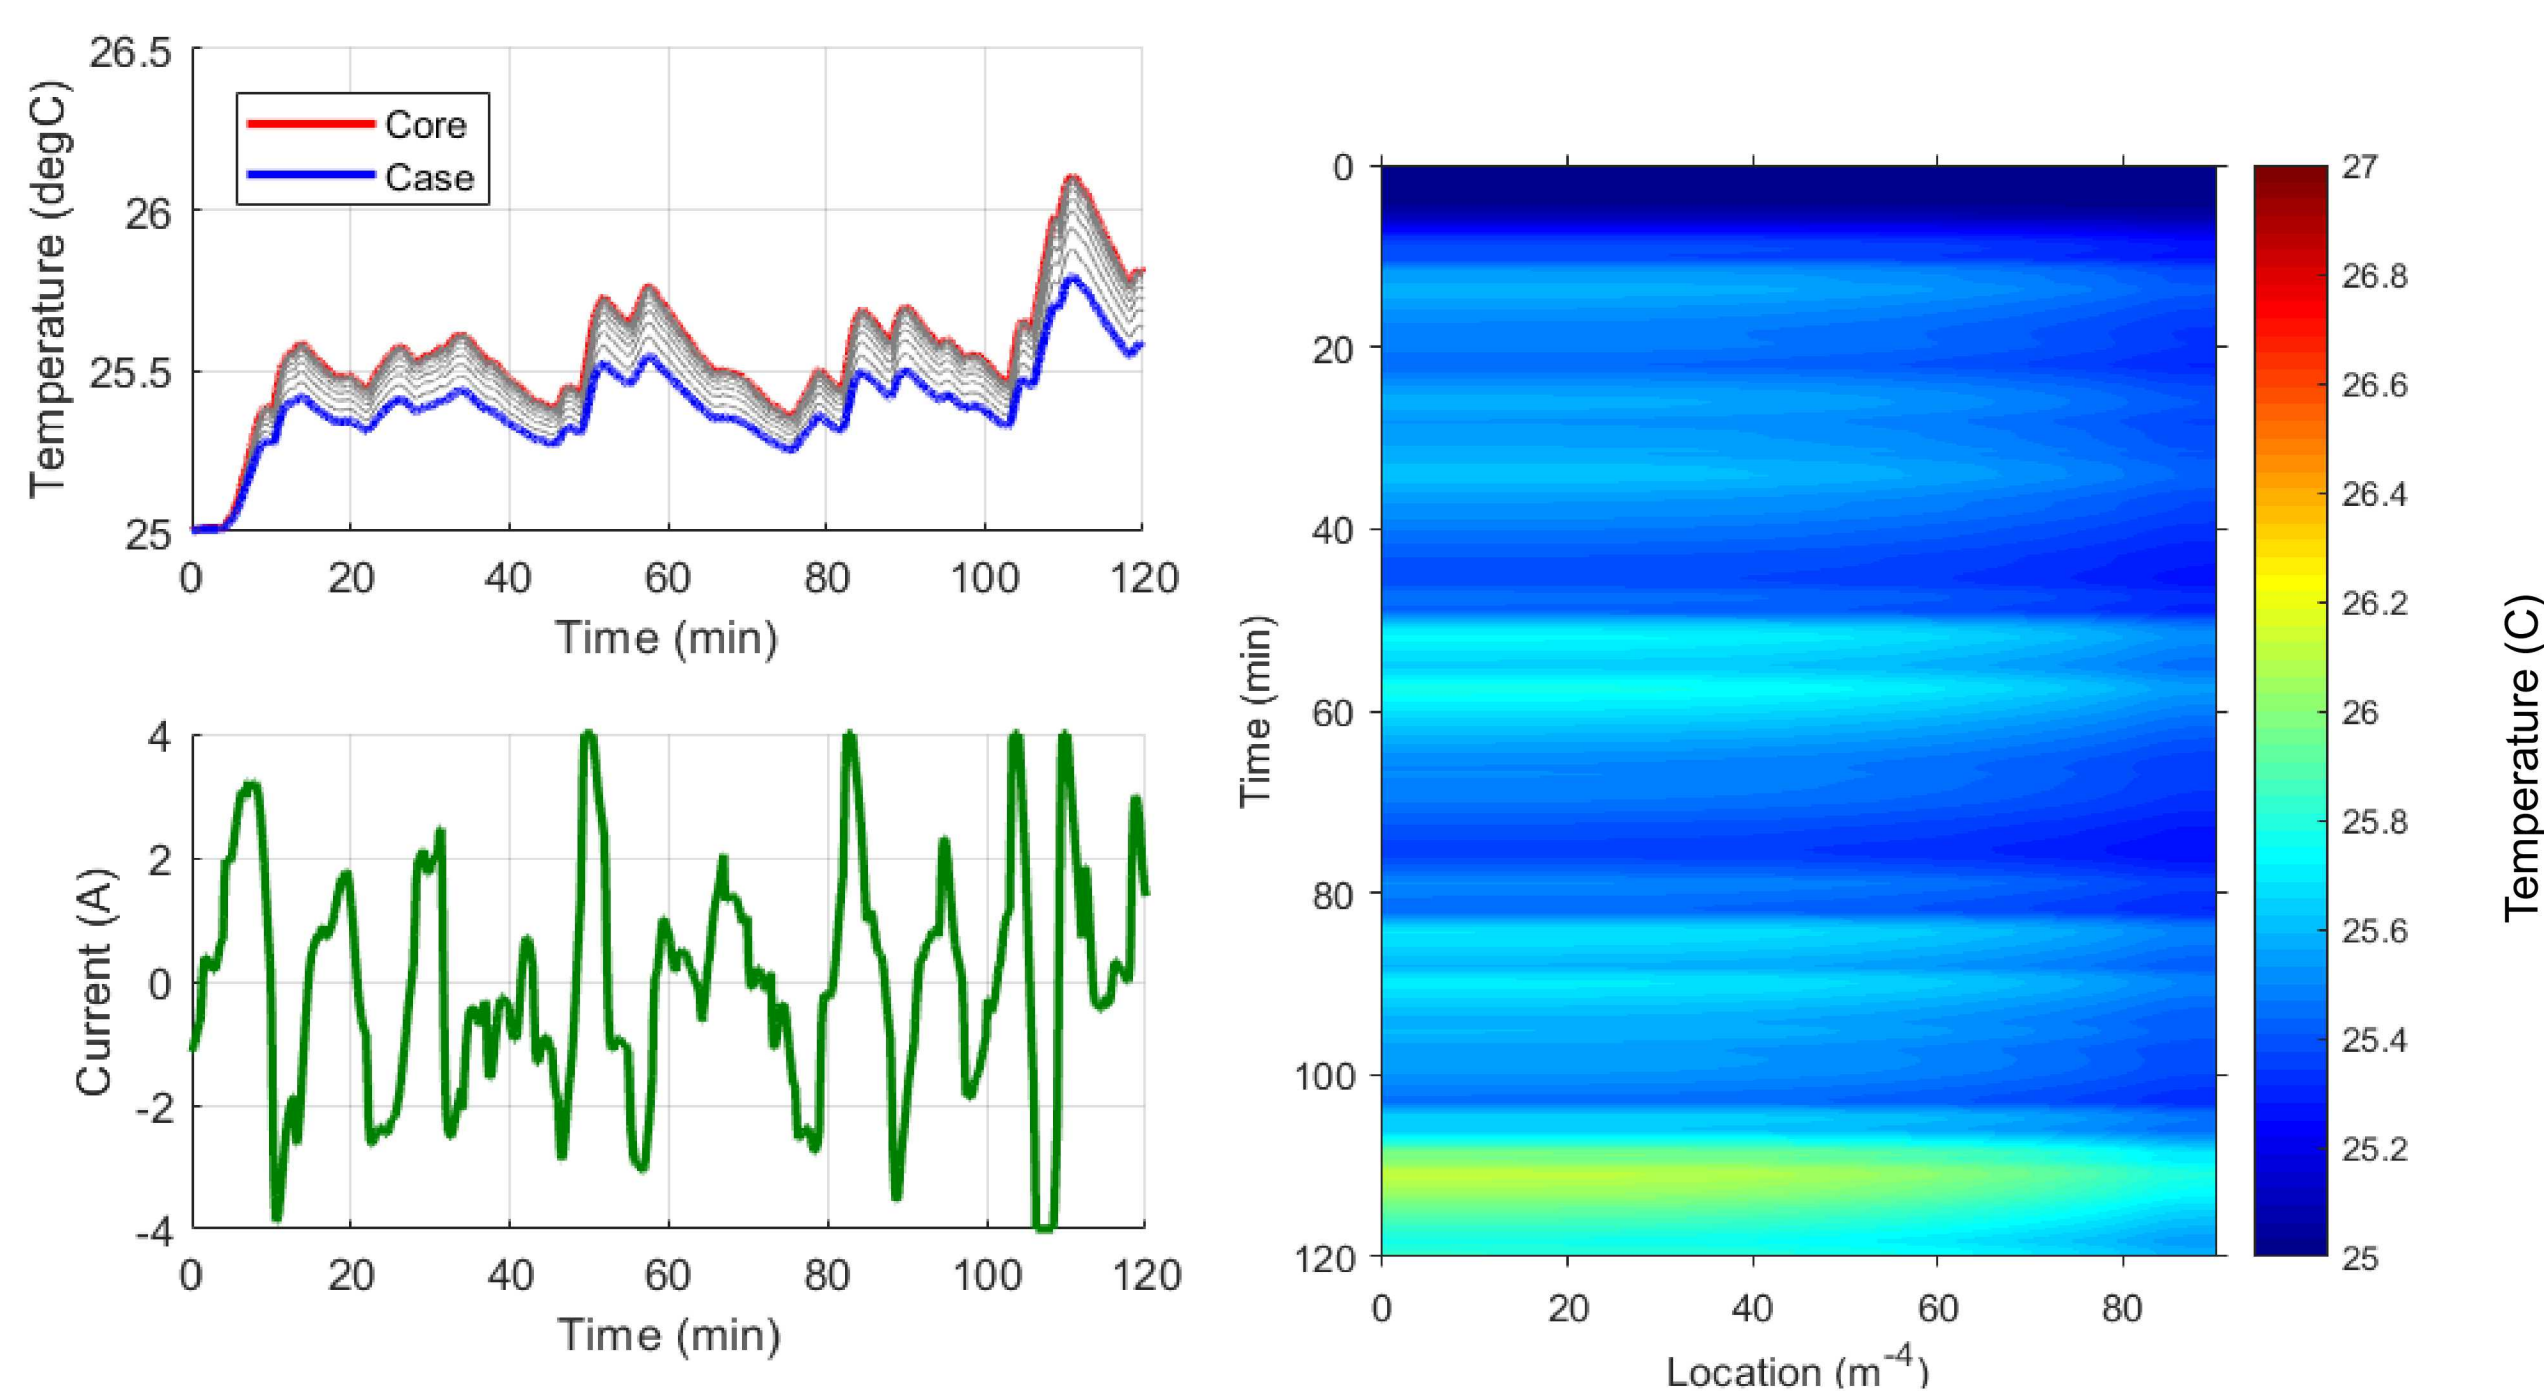 Temperature (degC)
26.5
26
25.5
25
Core
Case
0 20 40 60 80 100 120
Time (min)
Current (A)
4
2
0
-2
-4
0 20 40 60 80 100 120
Time (min)
Time (min)
0
20
40
60
80
100
120
0 20 40 60 80
Location (m-4)
27
26.8
26.6
26.4
26.2
26
25.8
25.6
25.4
25.2
25
Temperature (C)